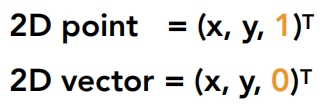 2D point = (x, y, 1)ᵀ
2D vector = (x, y, 0)ᵀ